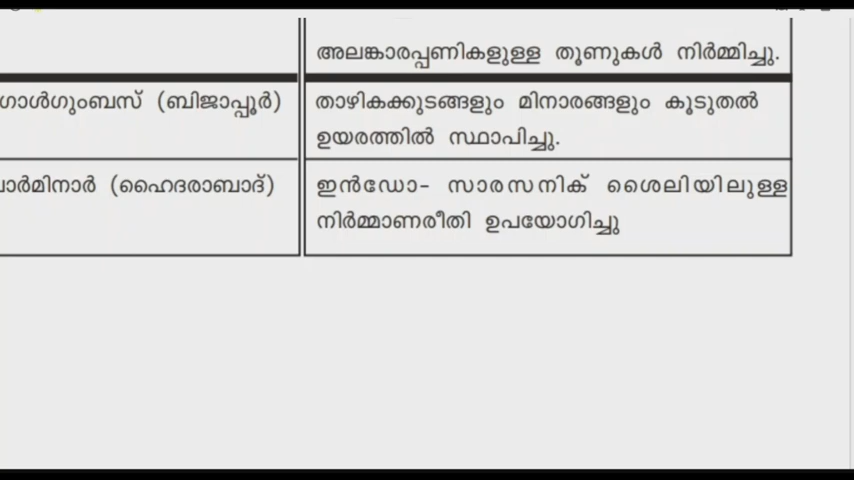 അലങ്കാരപ്പണികളുള്ള തൂണുകൾ നിർമ്മിച്ചു.
ഗോൾഗുംബസ് (ബിജാപ്പൂർ)
താഴികക്കുടങ്ങളും മിനാരങ്ങളും കൂടുതൽ
ഉയരത്തിൽ സ്ഥാപിച്ചു.
(ഹൈദരാബാദ്)
ഇൻഡോ- സാരസനിക് ശൈലിയിലുള്ള
നിർമ്മാണരീതി ഉപയോഗിച്ചു